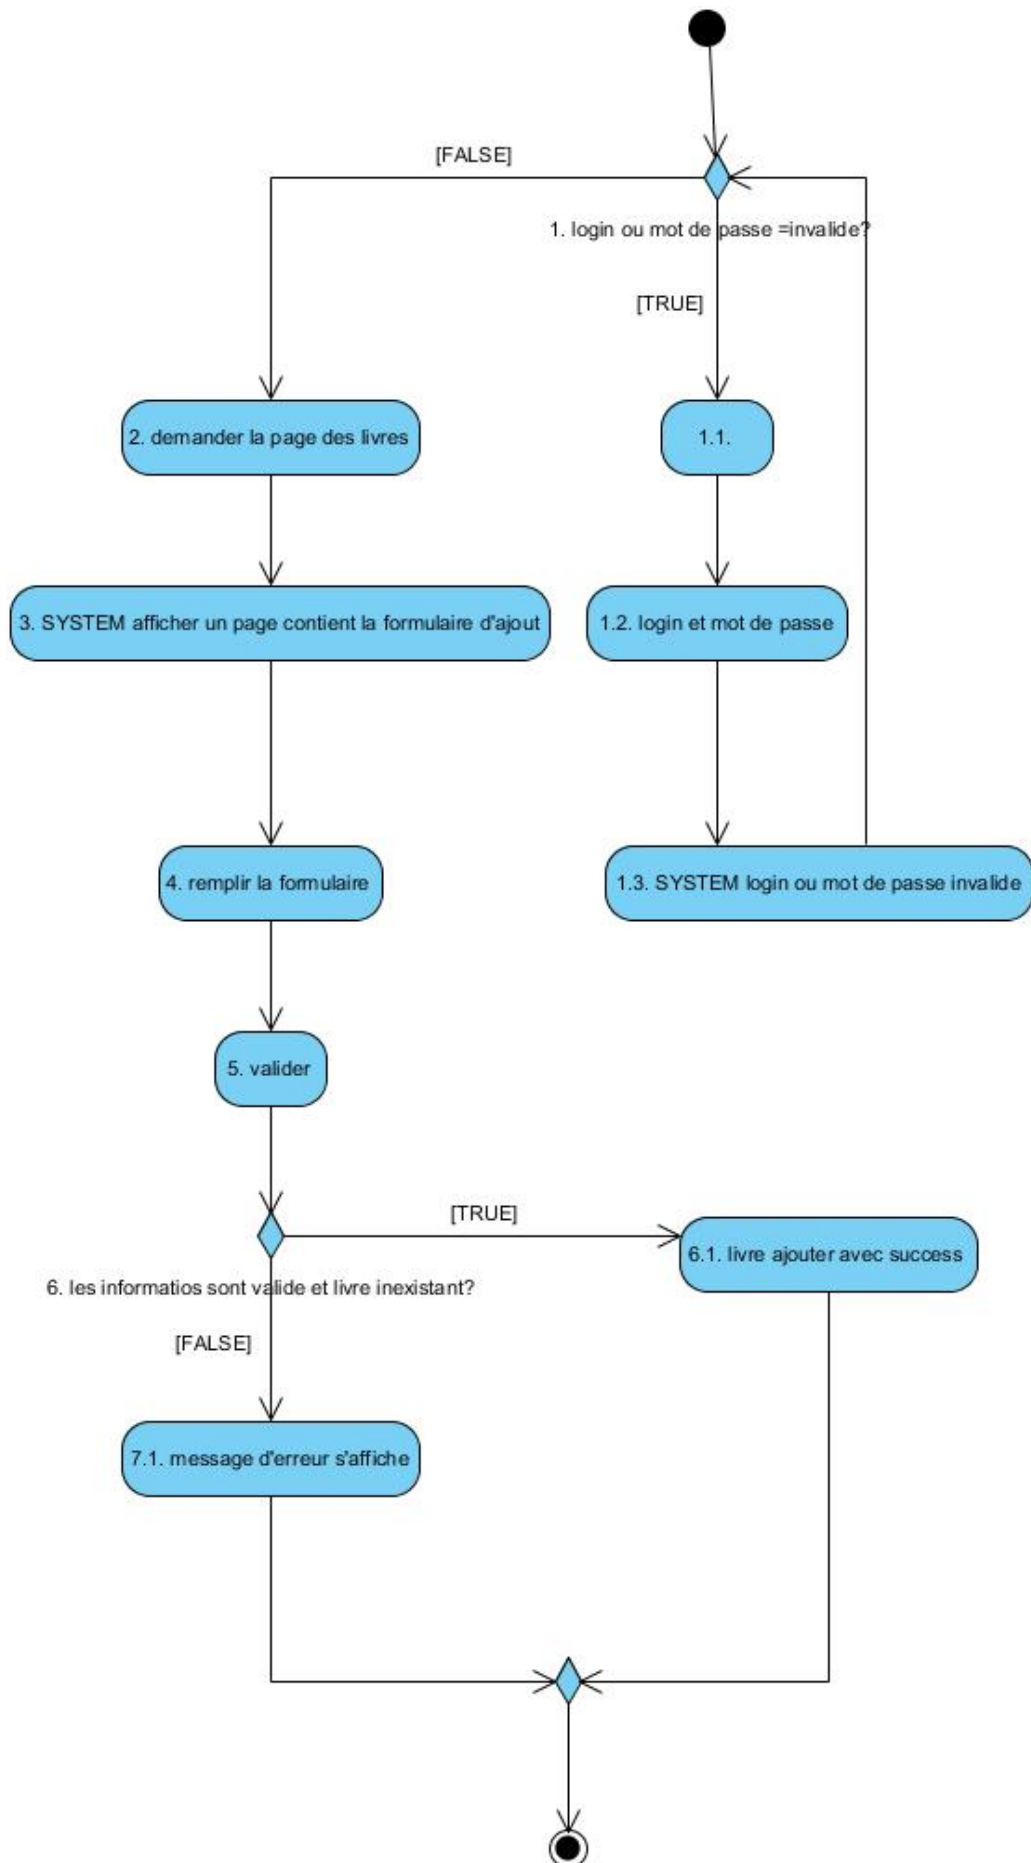 [FALSE]
1. login ou mot de passe =invalide?
[TRUE]
2. demander la page des livres
1.1.
3. SYSTEM afficher un page contient la formulaire d'ajout
1.2. login et mot de passe
4. remplir la formulaire
1.3. SYSTEM login ou mot de passe invalide
5. valider
[TRUE]
6.1. livre ajouter avec success
6. les informatios sont valide et livre inexistant?
[FALSE]
7.1. message d'erreur s'affiche